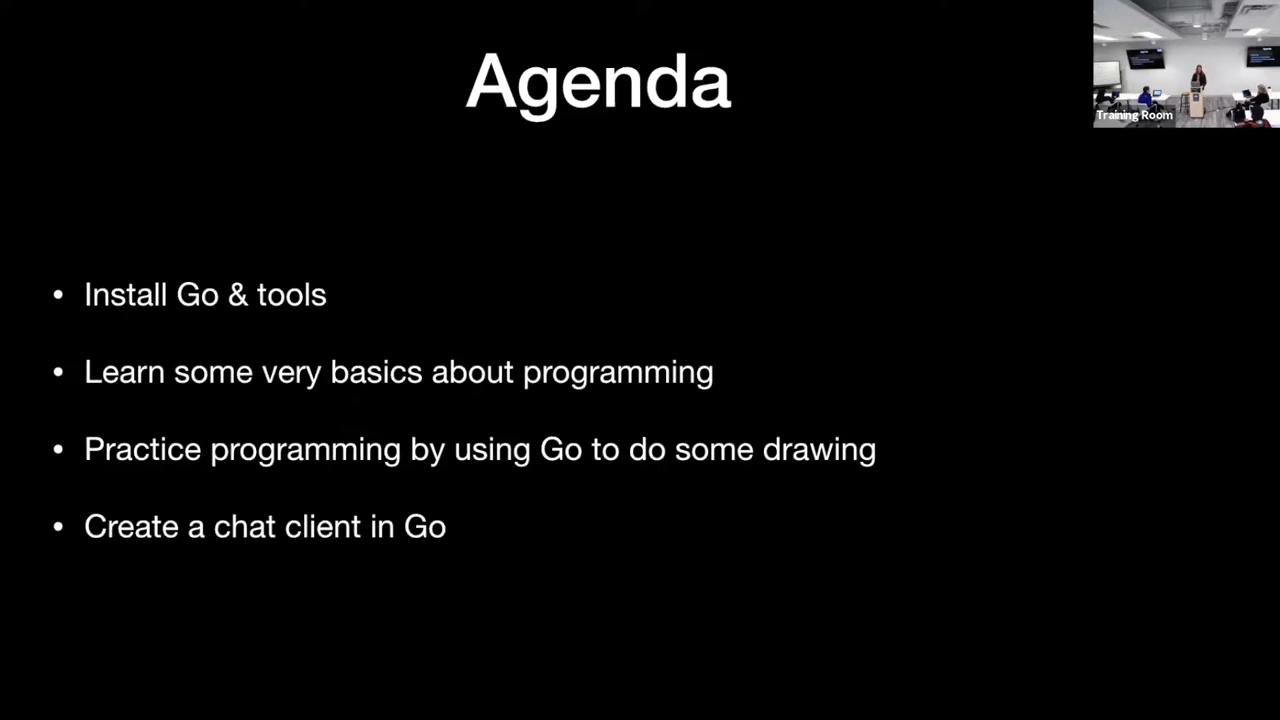 Agenda
Training Room
• Install Go & tools
• Learn some very basics about programming
• Practice programming by using Go to do some drawing
• Create a chat client in Go